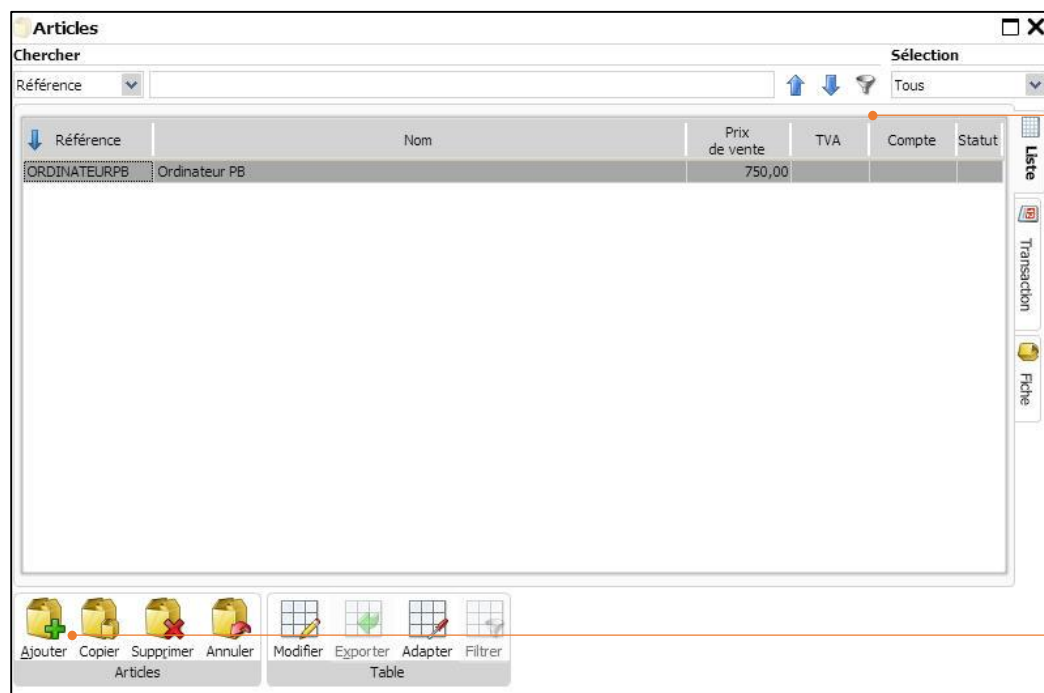 Articles
Chercher Sélection
Référence Tous
Référence Nom Prix de vente TVA Compte Statut
ORDINATEURPB Ordinateur PB 750,00
Liste
Transaction
Fiche
Ajouter Copier Supprimer Annuler Modifier Exporter Adapter Filtrer
Articles Table